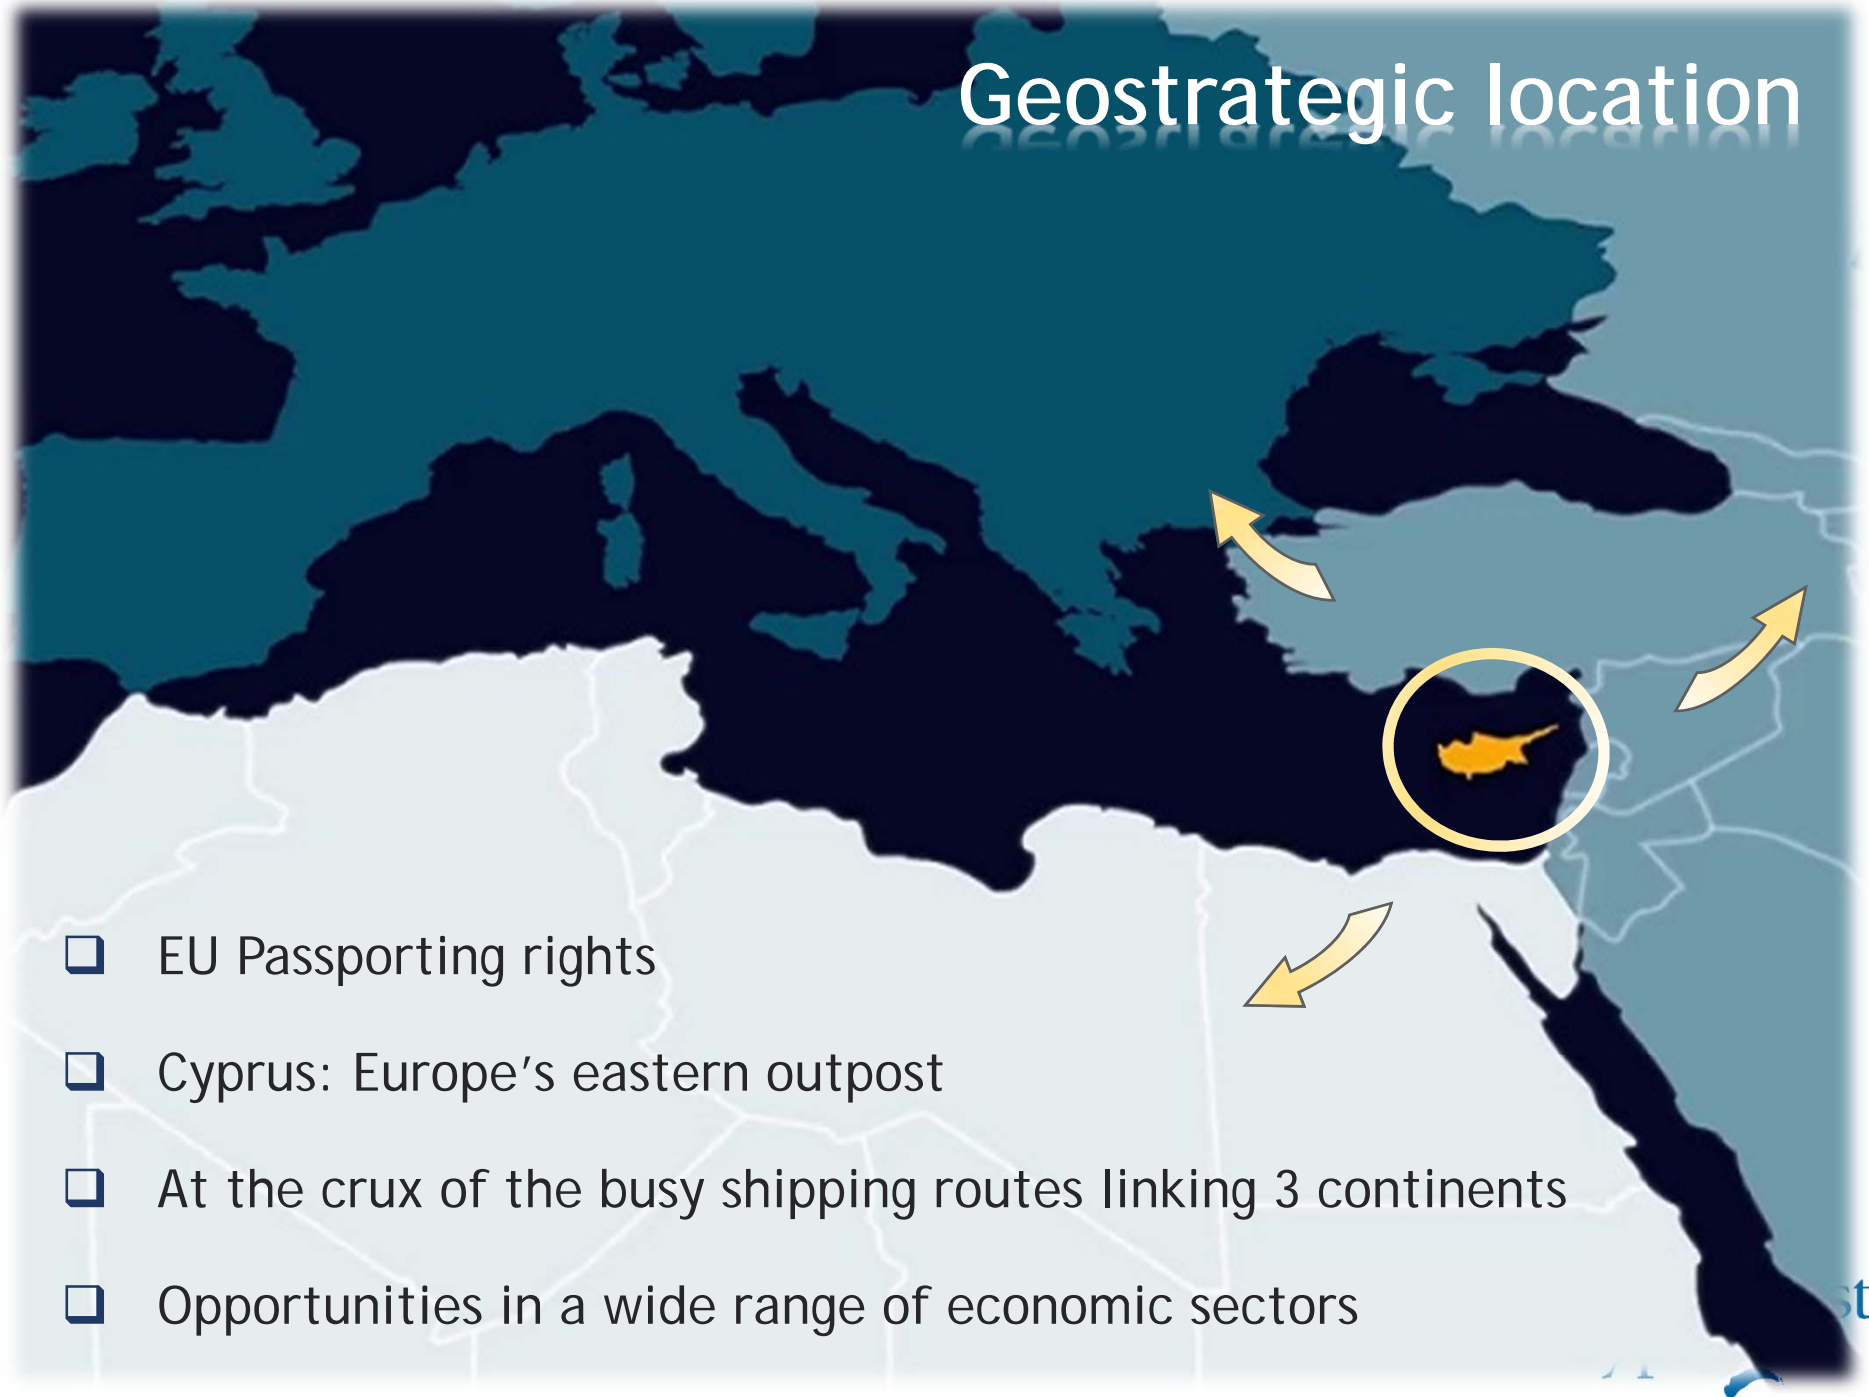 Geostrategic location
❑ EU Passporting rights
❑ Cyprus: Europe’s eastern outpost
❑ At the crux of the busy shipping routes linking 3 continents
❑ Opportunities in a wide range of economic sectors
st